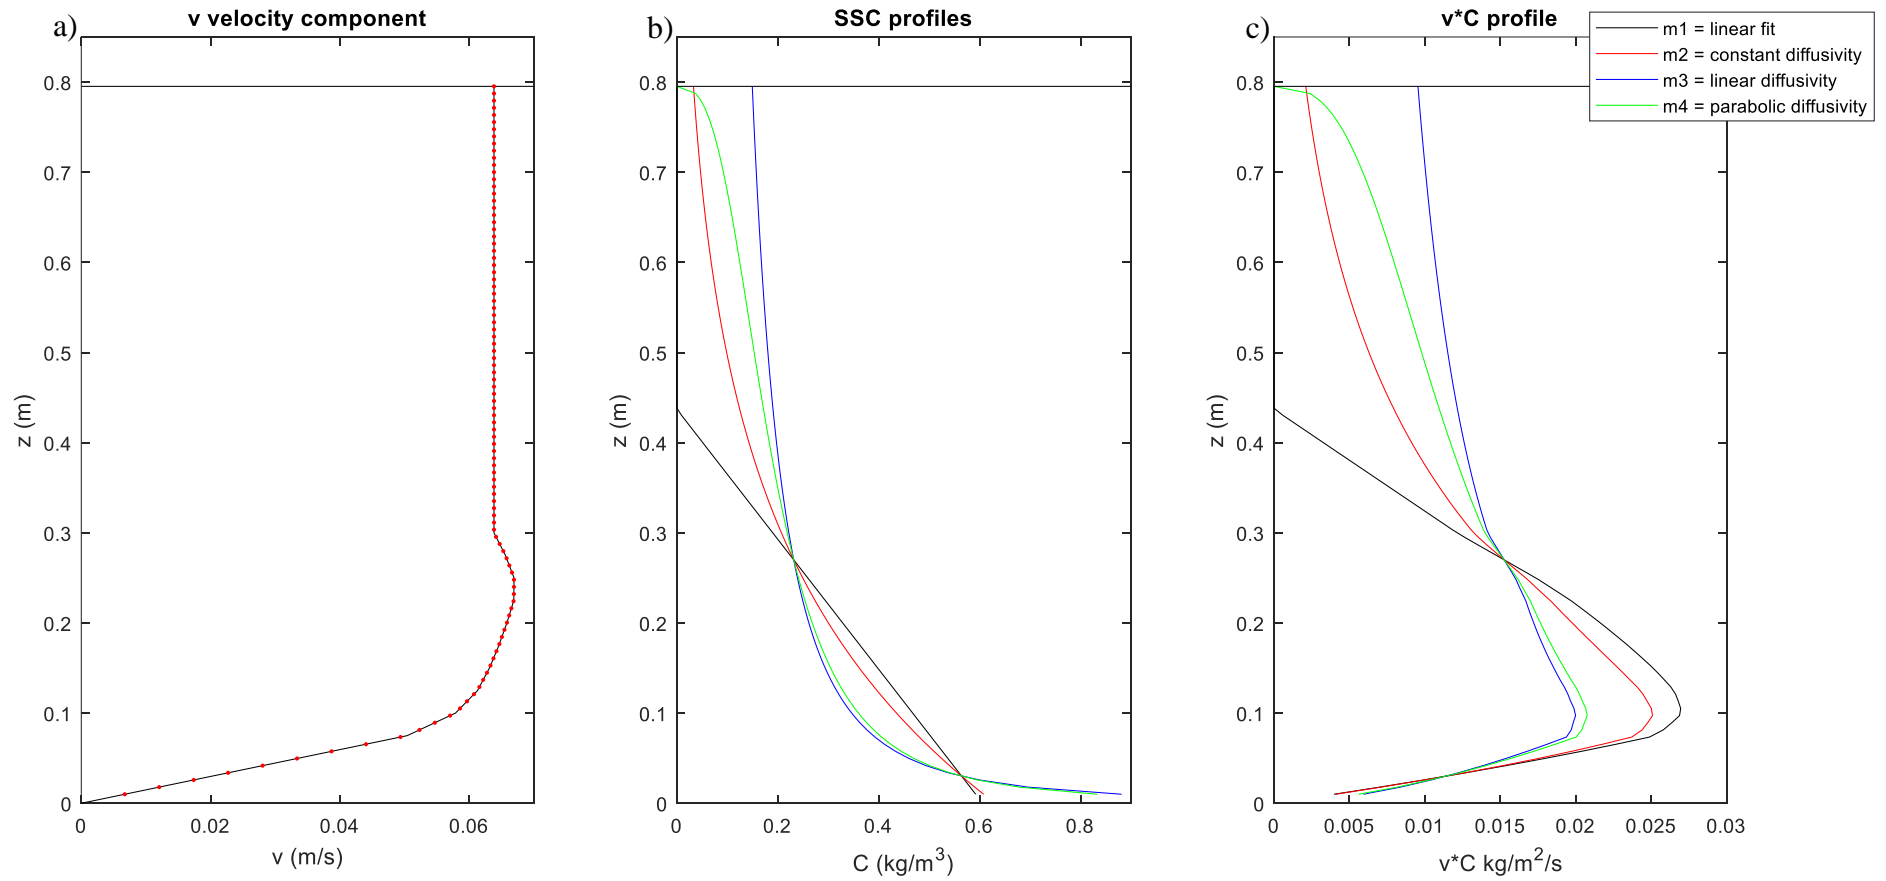 a)
v velocity component
0.8
0.7
0.6
0.5
0.4
0.3
0.2
0.1
0
z (m)
0
0.02
0.04
0.06
v (m/s)
b)
SSC profiles
0.8
0.7
0.6
0.5
0.4
0.3
0.2
0.1
0
z (m)
0
0.2
0.4
0.6
0.8
C (kg/m³)
c)
v*C profile
m1 = linear fit
m2 = constant diffusivity
m3 = linear diffusivity
m4 = parabolic diffusivity
0.8
0.7
0.6
0.5
0.4
0.3
0.2
0.1
0
z (m)
0
0.005
0.01
0.015
0.02
0.025
0.03
v*C kg/m²/s